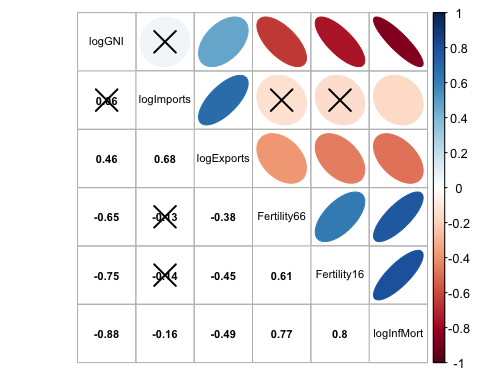 1
logGNI
0.8
0.06 logImports
0.6
0.4
0.46 0.68 logExports
0.2
0
-0.65 -0.13 -0.38 Fertility66
-0.2
-0.4
-0.75 -0.14 -0.45 0.61 Fertility16
-0.6
-0.88 -0.16 -0.49 0.77 0.8 logInfMort
-0.8
-1